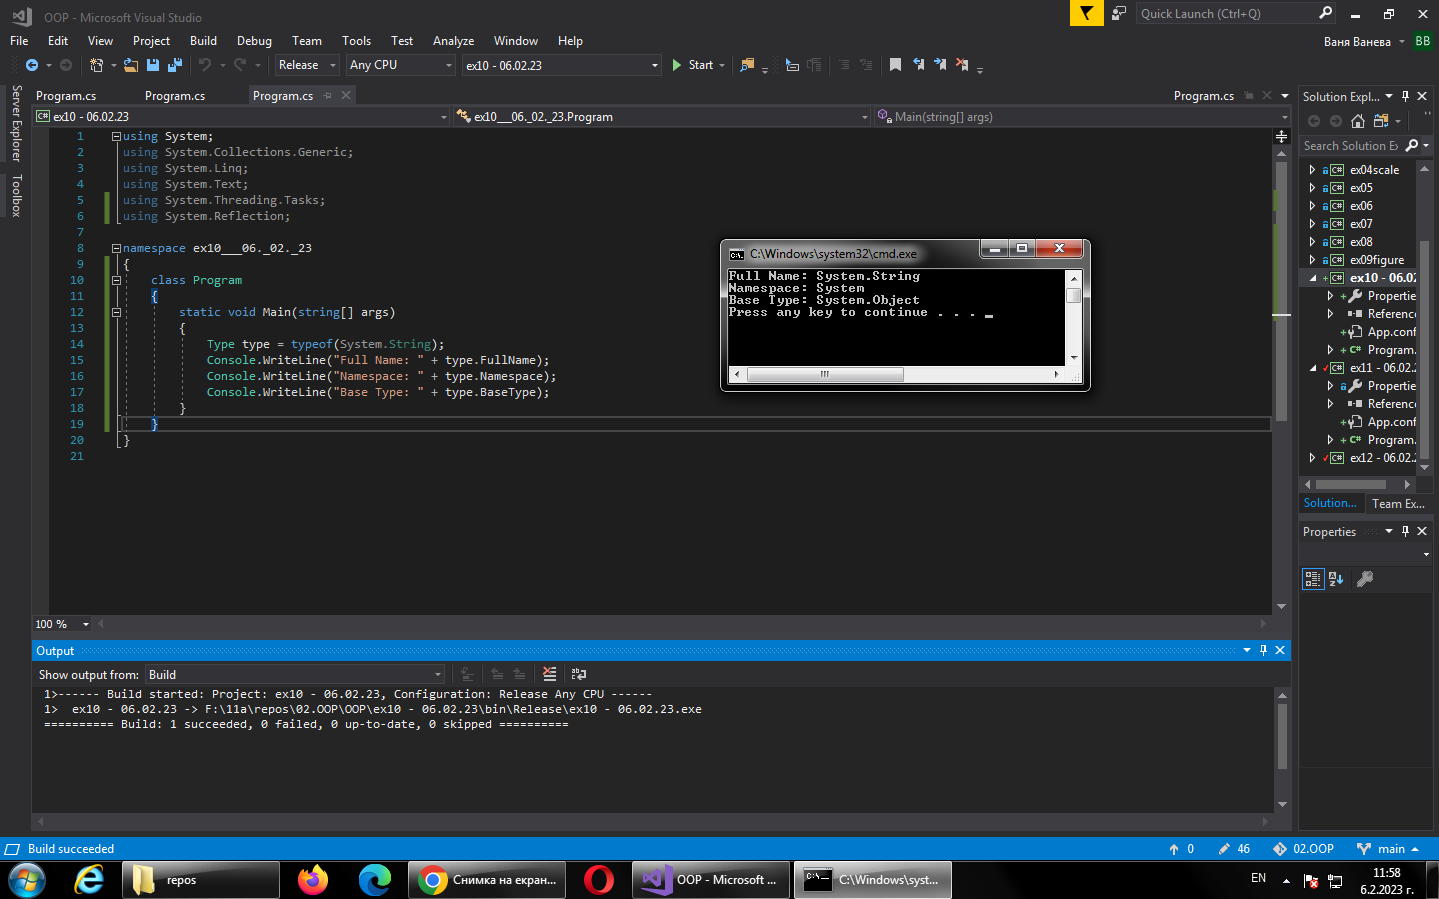 OOP - Microsoft Visual Studio
Quick Launch (Ctrl+Q)
File Edit View Project Build Debug Team Tools Test Analyze Window Help
Ваня Ванева BB
Release Any CPU ex10 - 06.02.23 Start
Server Explorer
Toolbox
Program.cs Program.cs Program.cs Program.cs
ex10 - 06.02.23 ex10___06._02._23.Program Main(string[] args)
1 using System;
2 using System.Collections.Generic;
3 using System.Linq;
4 using System.Text;
5 using System.Threading.Tasks;
6 using System.Reflection;
7
8 namespace ex10___06._02._23
9 {
10 class Program
11 {
12 static void Main(string[] args)
13 {
14 Type type = typeof(System.String);
15 Console.WriteLine("Full Name: " + type.FullName);
16 Console.WriteLine("Namespace: " + type.Namespace);
17 Console.WriteLine("Base Type: " + type.BaseType);
18 }
19 }
20 }
21
C:\Windows\system32\cmd.exe
Full Name: System.String
Namespace: System
Base Type: System.Object
Press any key to continue . . . _
Solution Expl...
Search Solution Ex
ex04scale
ex05
ex06
ex07
ex08
ex09figure
ex10 - 06.02
Propertie
Referenc
App.conf
Program.
ex11 - 06.02.2
Propertie
Referenc
App.conf
Program.
ex12 - 06.02.2
Solution... Team Ex...
Properties
100 %
Output
Show output from: Build
1>------ Build started: Project: ex10 - 06.02.23, Configuration: Release Any CPU ------
1> ex10 - 06.02.23 -> F:\11a\repos\02.OOP\OOP\ex10 - 06.02.23\bin\Release\ex10 - 06.02.23.exe
========== Build: 1 succeeded, 0 failed, 0 up-to-date, 0 skipped ==========
Build succeeded 0 46 02.OOP main
repos Снимка на екран... OOP - Microsoft ... C:\Windows\syst... EN 11:58
6.2.2023 г.